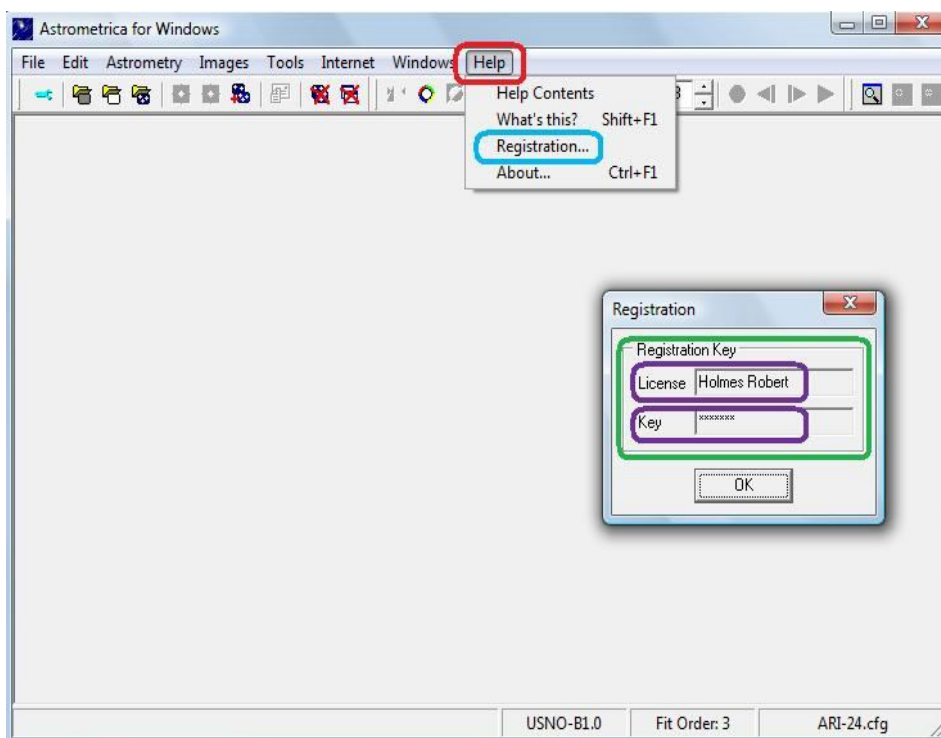 Astrometrica for Windows
File Edit Astrometry Images Tools Internet Windows Help
Help Contents
What's this? Shift+F1
Registration...
About... Ctrl+F1
Registration
Registration Key
License Holmes Robert
Key *******
OK
USNO-B1.0 Fit Order: 3 ARI-24.cfg